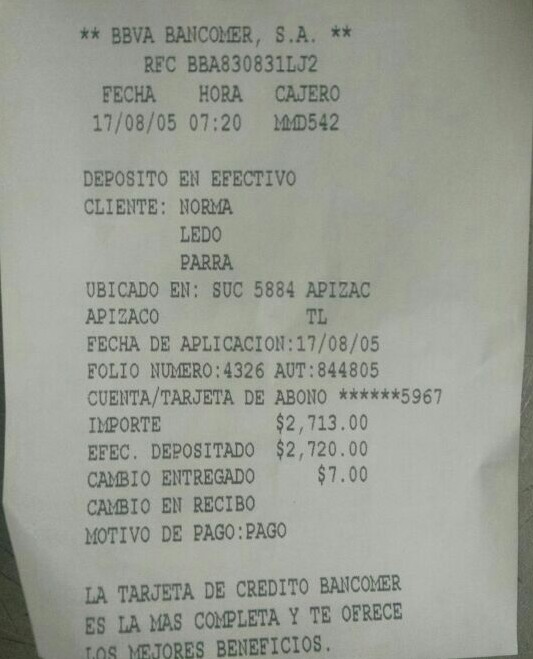 ** BBVA BANCOMER, S.A. **
RFC BBA830831LJ2
FECHA HORA CAJERO
17/08/05 07:20 MMD542
DEPOSITO EN EFECTIVO
CLIENTE: NORMA
LEDO
PARRA
UBICADO EN: SUC 5884 APIZAC
APIZACO TL
FECHA DE APLICACION:17/08/05
FOLIO NUMERO:4326 AUT:844805
CUENTA/TARJETA DE ABONO ******5967
IMPORTE $2,713.00
EFEC. DEPOSITADO $2,720.00
CAMBIO ENTREGADO $7.00
CAMBIO EN RECIBO
MOTIVO DE PAGO:PAGO
LA TARJETA DE CREDITO BANCOMER
ES LA MAS COMPLETA Y TE OFRECE
LOS MEJORES BENEFICIOS.